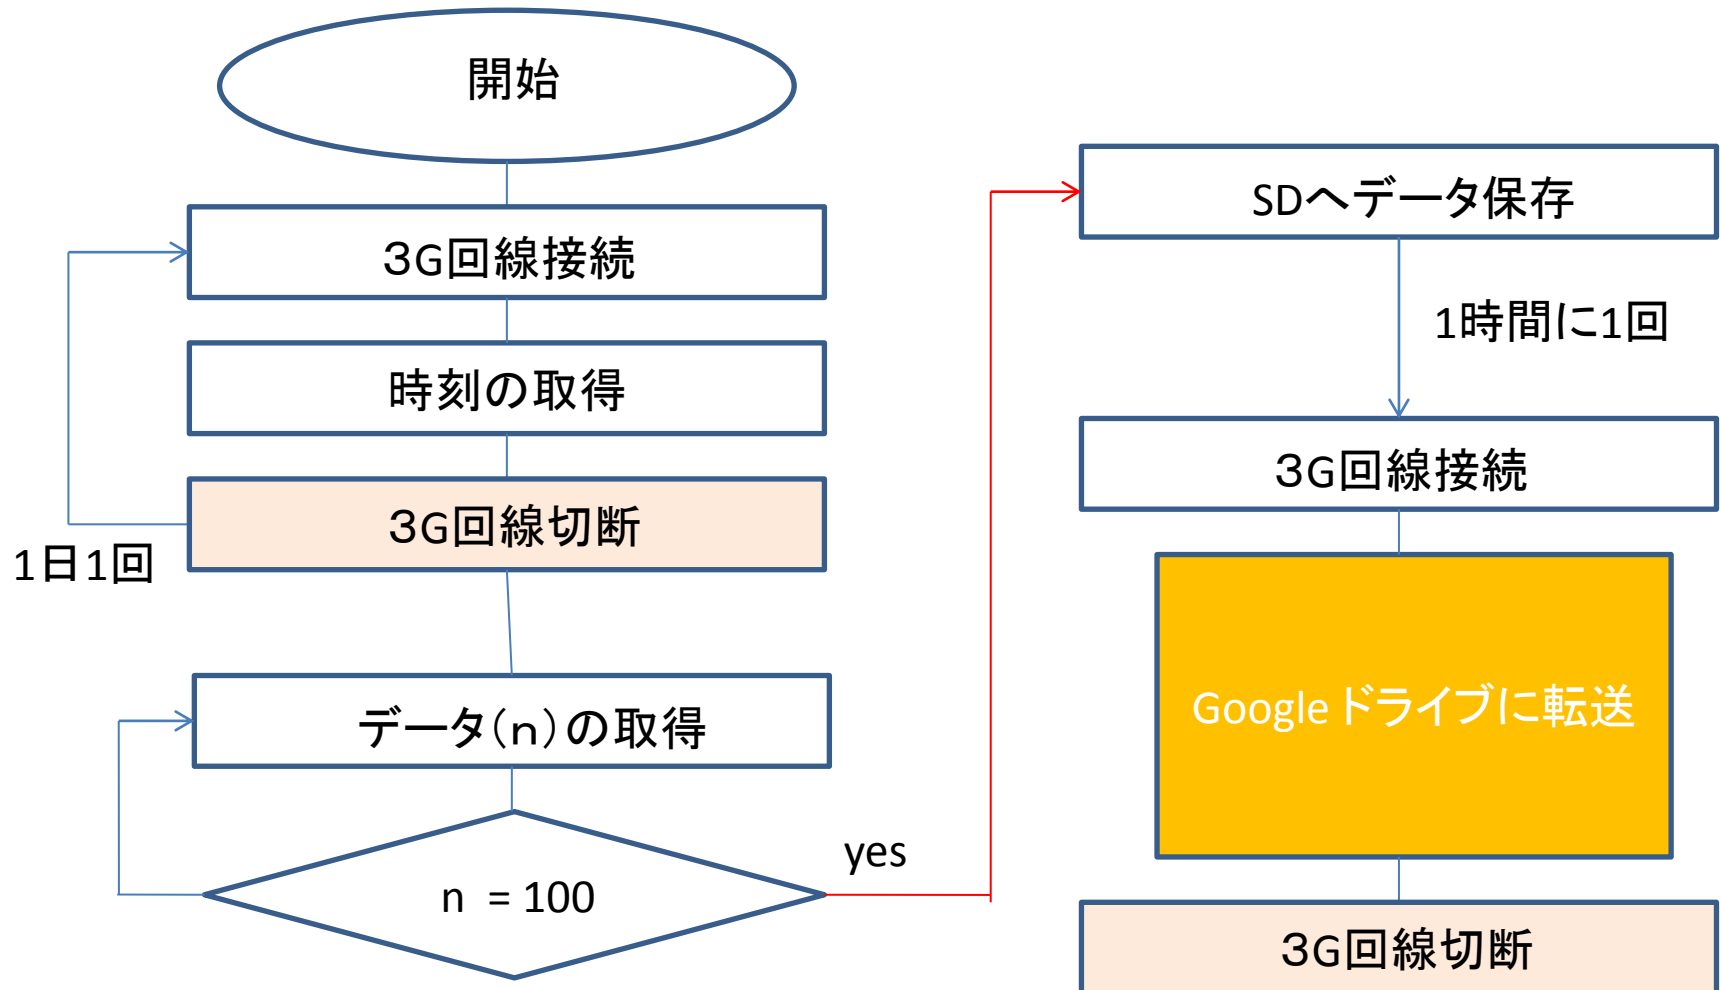 開始
3G回線接続
時刻の取得
3G回線切断
1日1回
データ(n)の取得
n = 100
yes
SDへデータ保存
1時間に1回
3G回線接続
Googleドライブに転送
3G回線切断